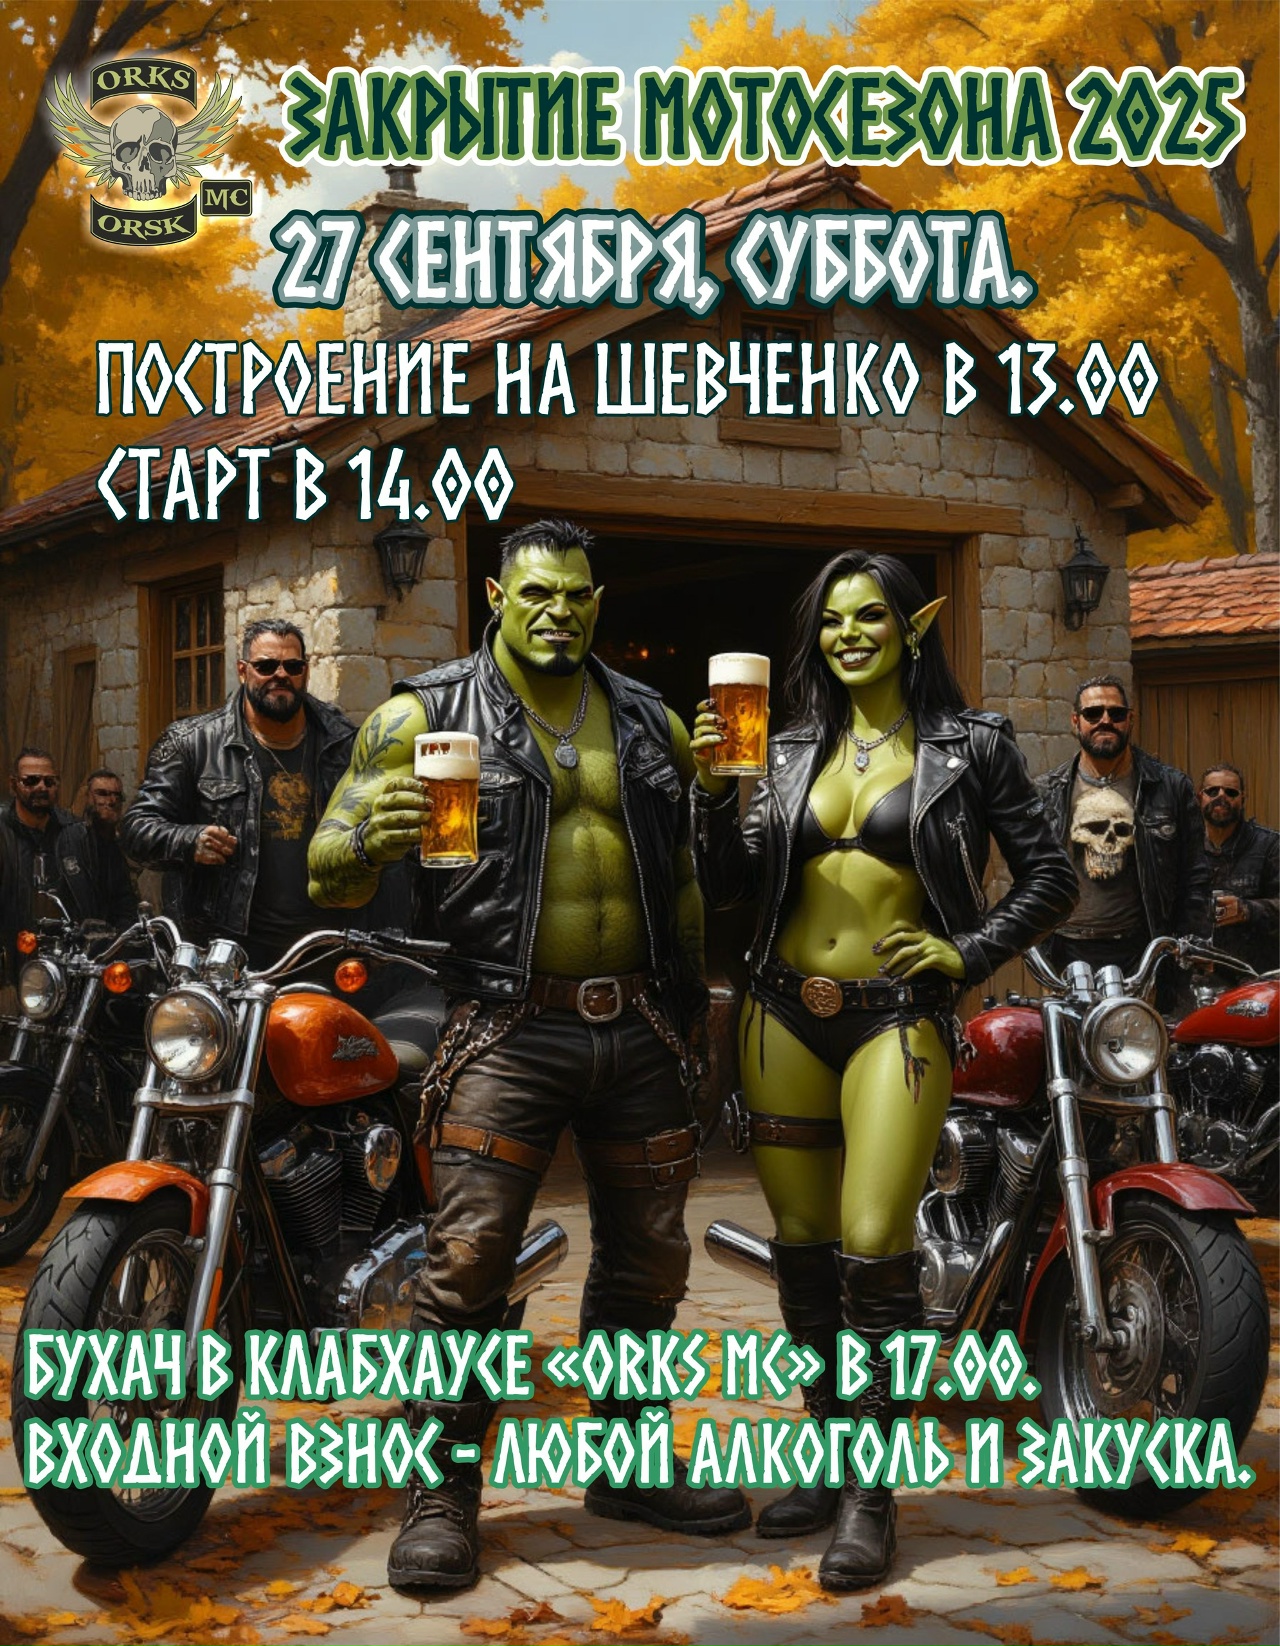 ORKS
ORSK
MC
ЗАКРЫТИЕ МОТОСЕЗОНА 2025
27 СЕНТЯБРЯ, СУББОТА.
ПОСТРОЕНИЕ НА ШЕВЧЕНКО В 13.00
СТАРТ В 14.00
БУХАЧ В КЛАБХАУСЕ «ORKS MC» В 17.00.
ВХОДНОЙ ВЗНОС - ЛЮБОЙ АЛКОГОЛЬ И ЗАКУСКА.